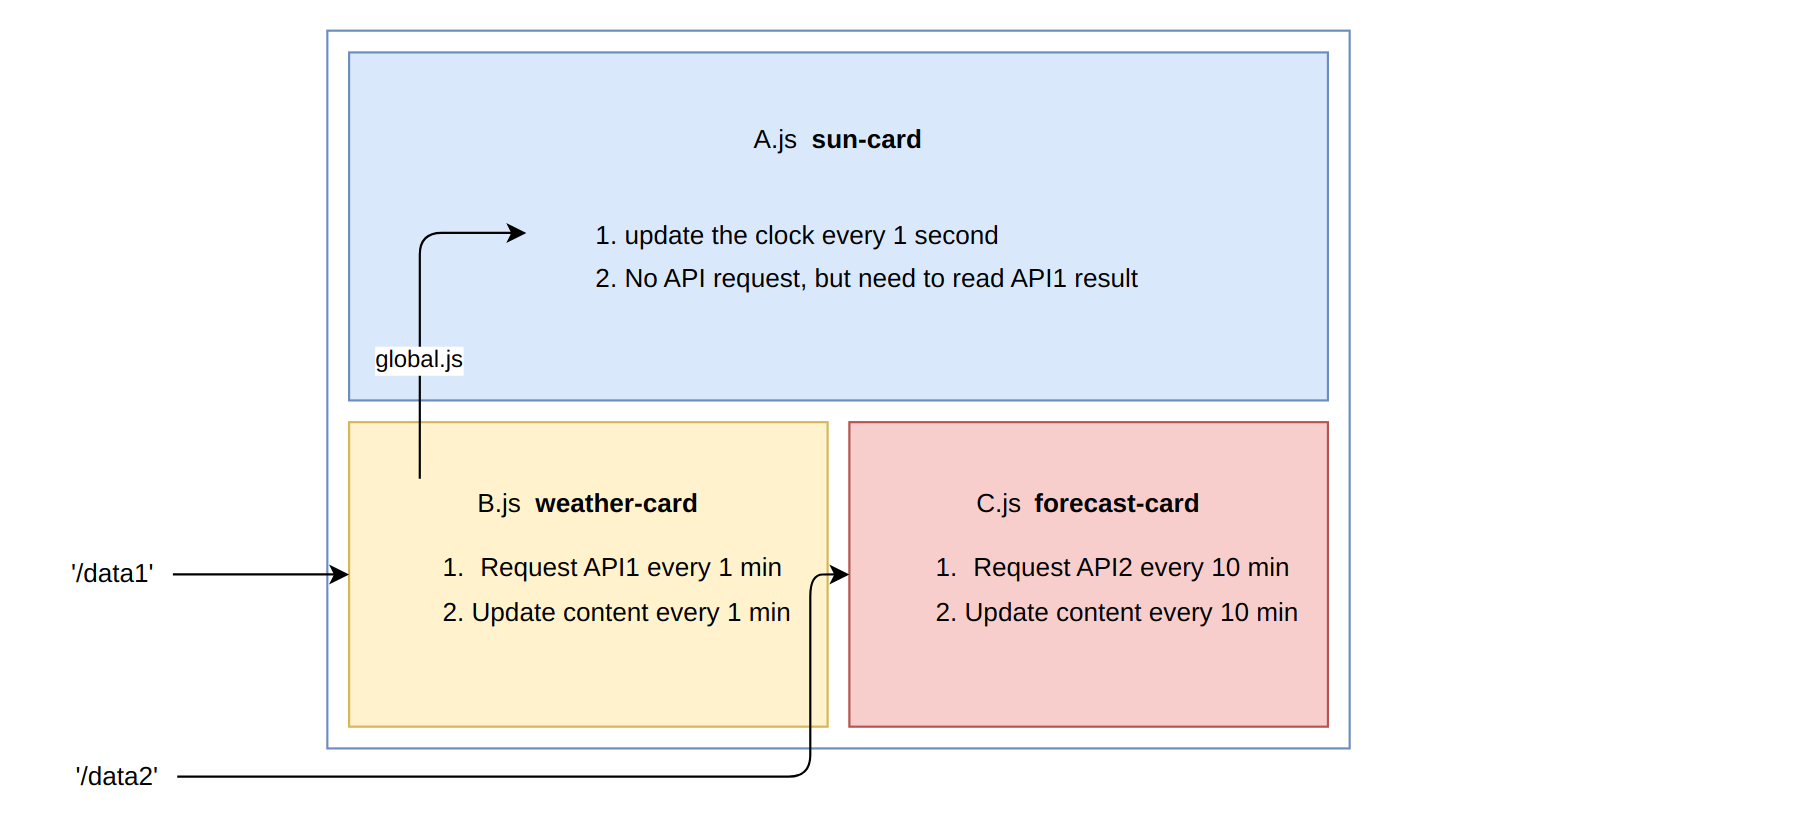 A.js sun-card
1. update the clock every 1 second
2. No API request, but need to read API1 result
global.js
B.js weather-card
1. Request API1 every 1 min
2. Update content every 1 min
C.js forecast-card
1. Request API2 every 10 min
2. Update content every 10 min
'/data1'
'/data2'